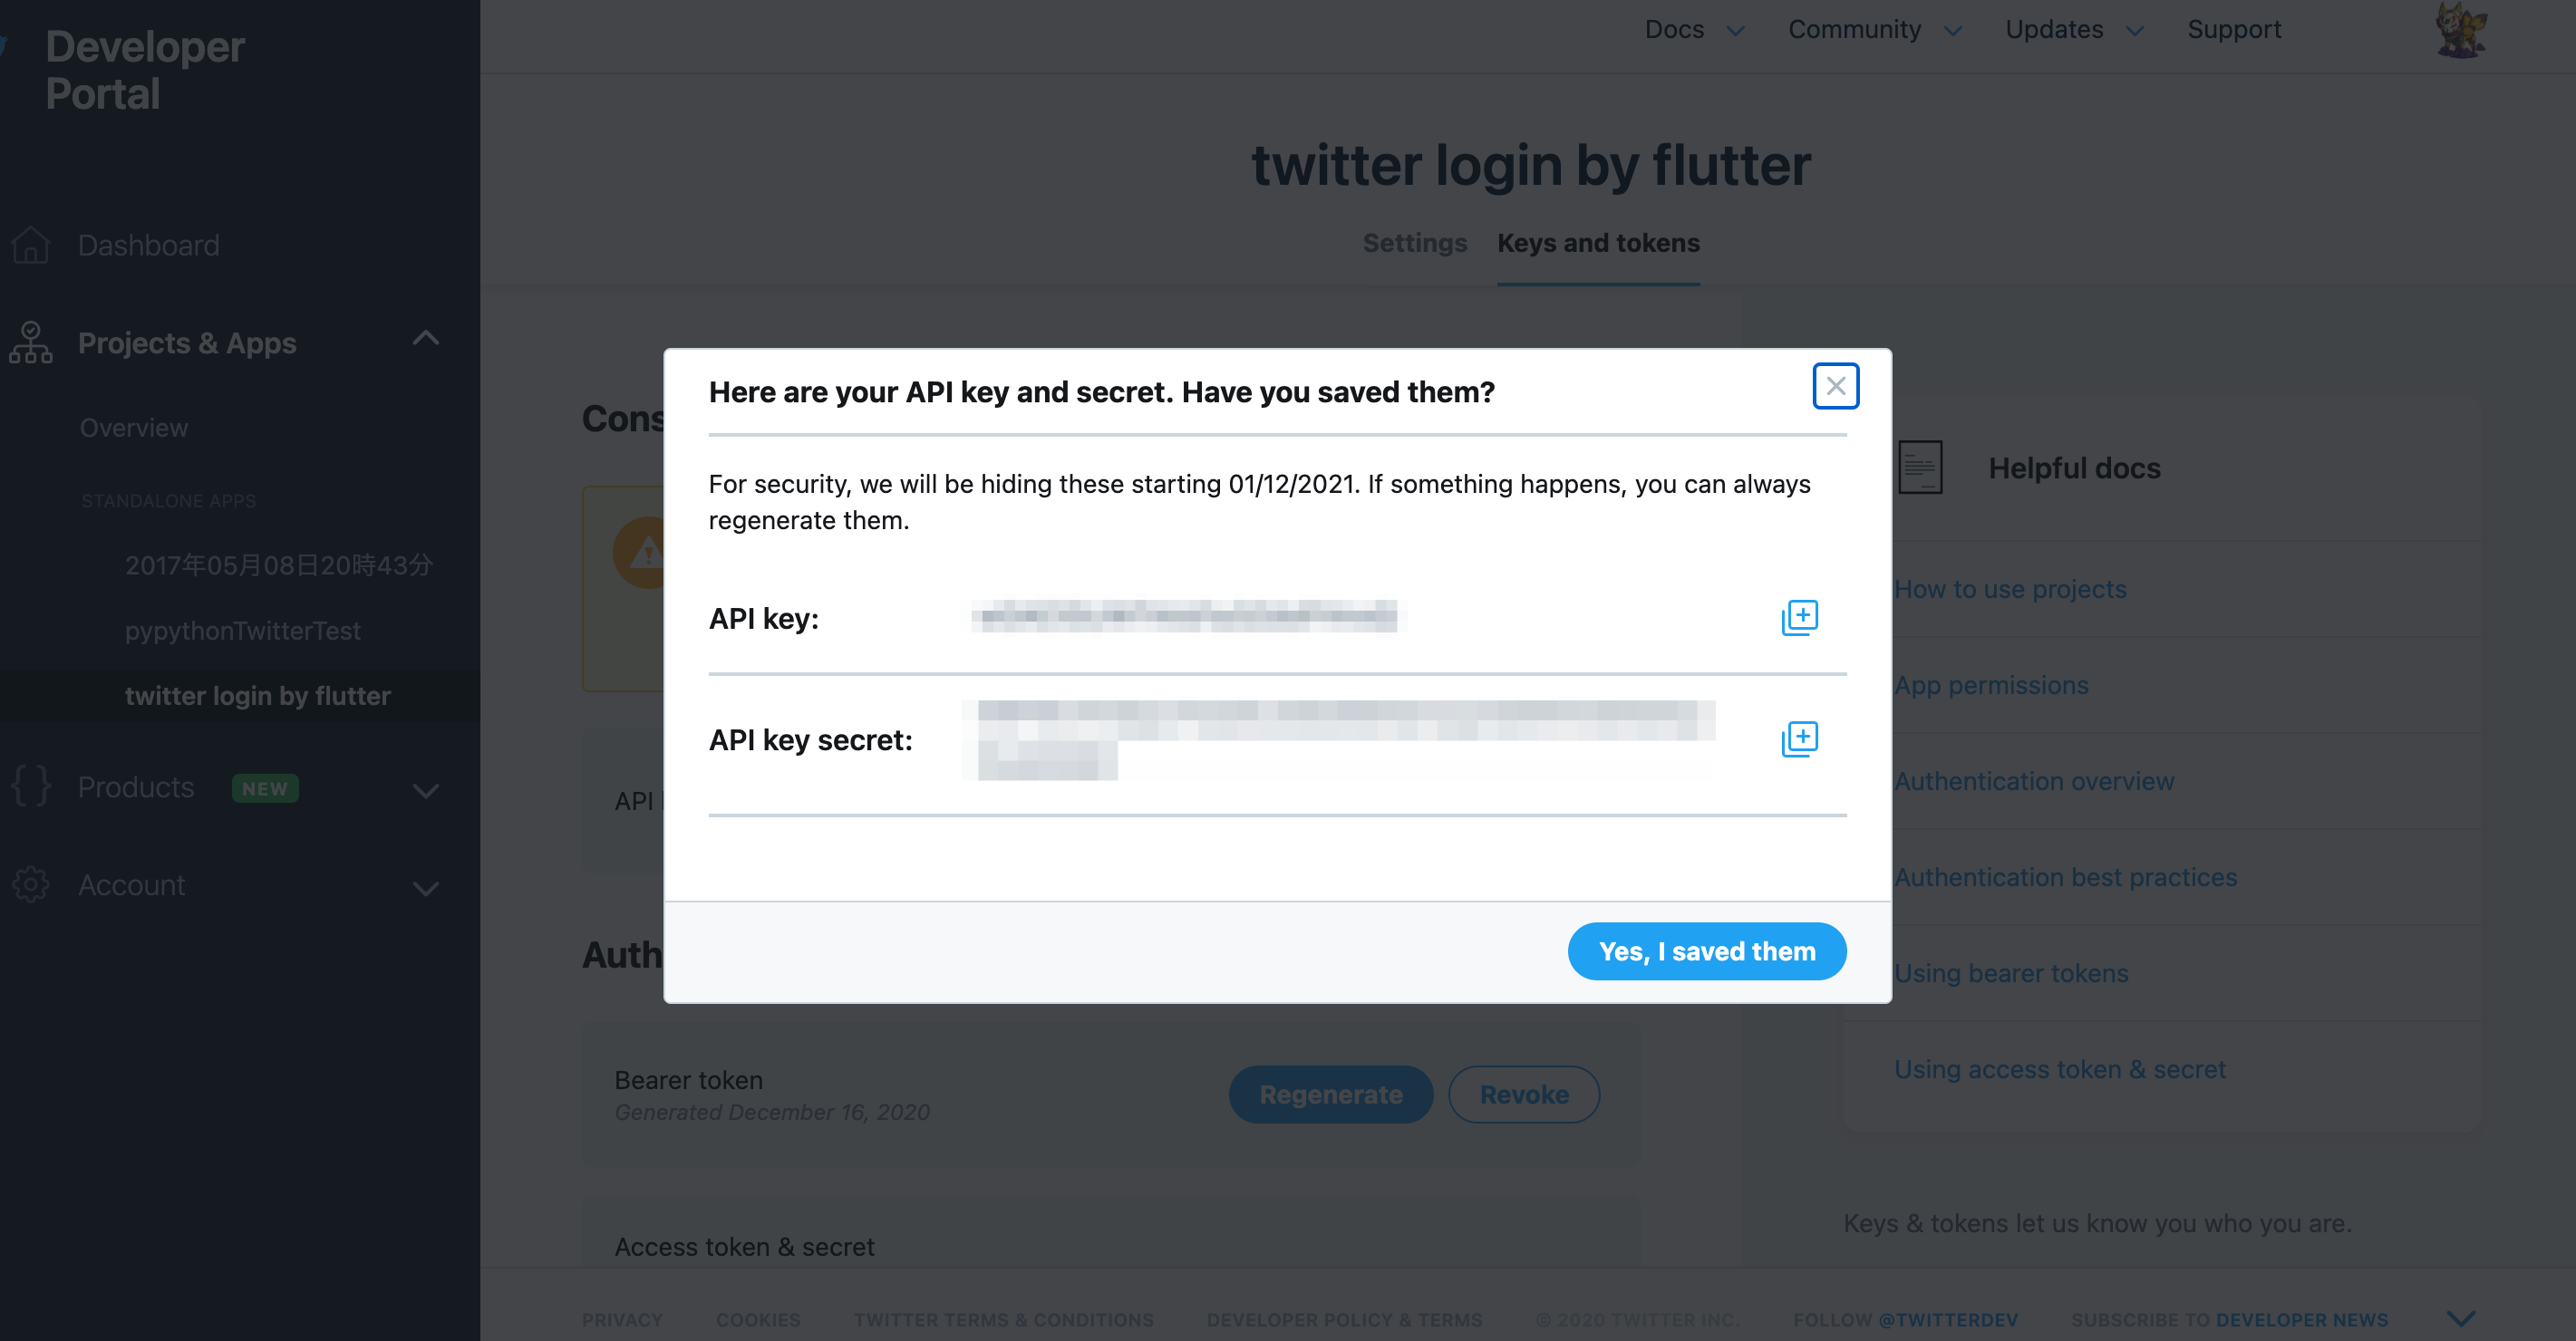 Developer
Portal
Docs
Community
Updates
Support
Dashboard
Projects & Apps
Overview
STANDALONE APPS
2017年05月08日20時43分
pypythonTwitterTest
twitter login by flutter
Products NEW
Account
twitter login by flutter
Settings
Keys and tokens
Here are your API key and secret. Have you saved them?
For security, we will be hiding these starting 01/12/2021. If something happens, you can always
regenerate them.
API key:
API key secret:
Yes, I saved them
Cons
API
Auth
Bearer token
Generated December 16, 2020
Regenerate
Revoke
Access token & secret
Helpful docs
How to use projects
App permissions
Authentication overview
Authentication best practices
Using bearer tokens
Using access token & secret
Keys & tokens let us know you who you are.
PRIVACY
COOKIES
TWITTER TERMS & CONDITIONS
DEVELOPER POLICY & TERMS
© 2020 TWITTER INC.
FOLLOW @TWITTERDEV
SUBSCRIBE TO DEVELOPER NEWS